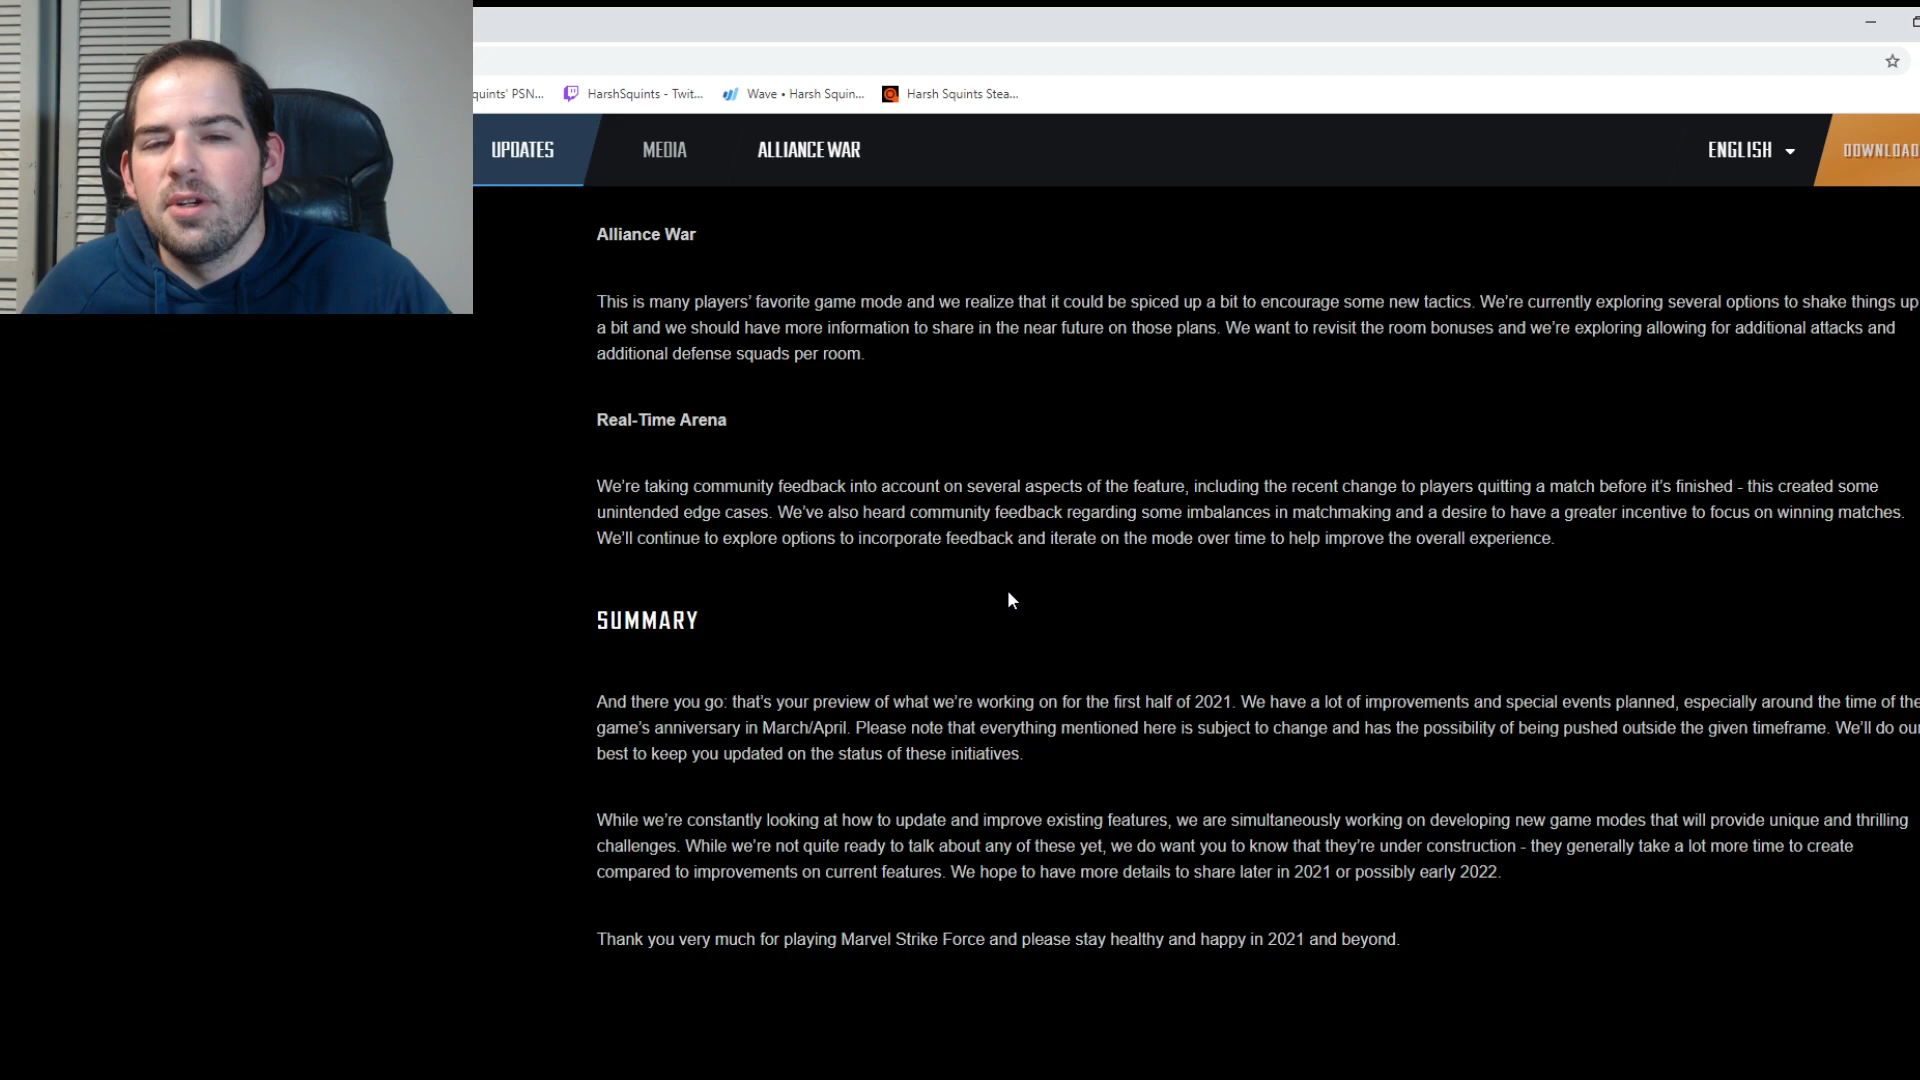 quints' PSN... HarshSquints - Twit... Wave • Harsh Squin... Harsh Squints Stea...
UPDATES MEDIA ALLIANCE WAR ENGLISH DOWNLOAD
Alliance War
This is many players’ favorite game mode and we realize that it could be spiced up a bit to encourage some new tactics. We’re currently exploring several options to shake things up
a bit and we should have more information to share in the near future on those plans. We want to revisit the room bonuses and we’re exploring allowing for additional attacks and
additional defense squads per room.
Real-Time Arena
We’re taking community feedback into account on several aspects of the feature, including the recent change to players quitting a match before it’s finished - this created some
unintended edge cases. We’ve also heard community feedback regarding some imbalances in matchmaking and a desire to have a greater incentive to focus on winning matches.
We’ll continue to explore options to incorporate feedback and iterate on the mode over time to help improve the overall experience.
SUMMARY
And there you go: that’s your preview of what we’re working on for the first half of 2021. We have a lot of improvements and special events planned, especially around the time of the
game’s anniversary in March/April. Please note that everything mentioned here is subject to change and has the possibility of being pushed outside the given timeframe. We’ll do our
best to keep you updated on the status of these initiatives.
While we’re constantly looking at how to update and improve existing features, we are simultaneously working on developing new game modes that will provide unique and thrilling
challenges. While we’re not quite ready to talk about any of these yet, we do want you to know that they’re under construction - they generally take a lot more time to create
compared to improvements on current features. We hope to have more details to share later in 2021 or possibly early 2022.
Thank you very much for playing Marvel Strike Force and please stay healthy and happy in 2021 and beyond.